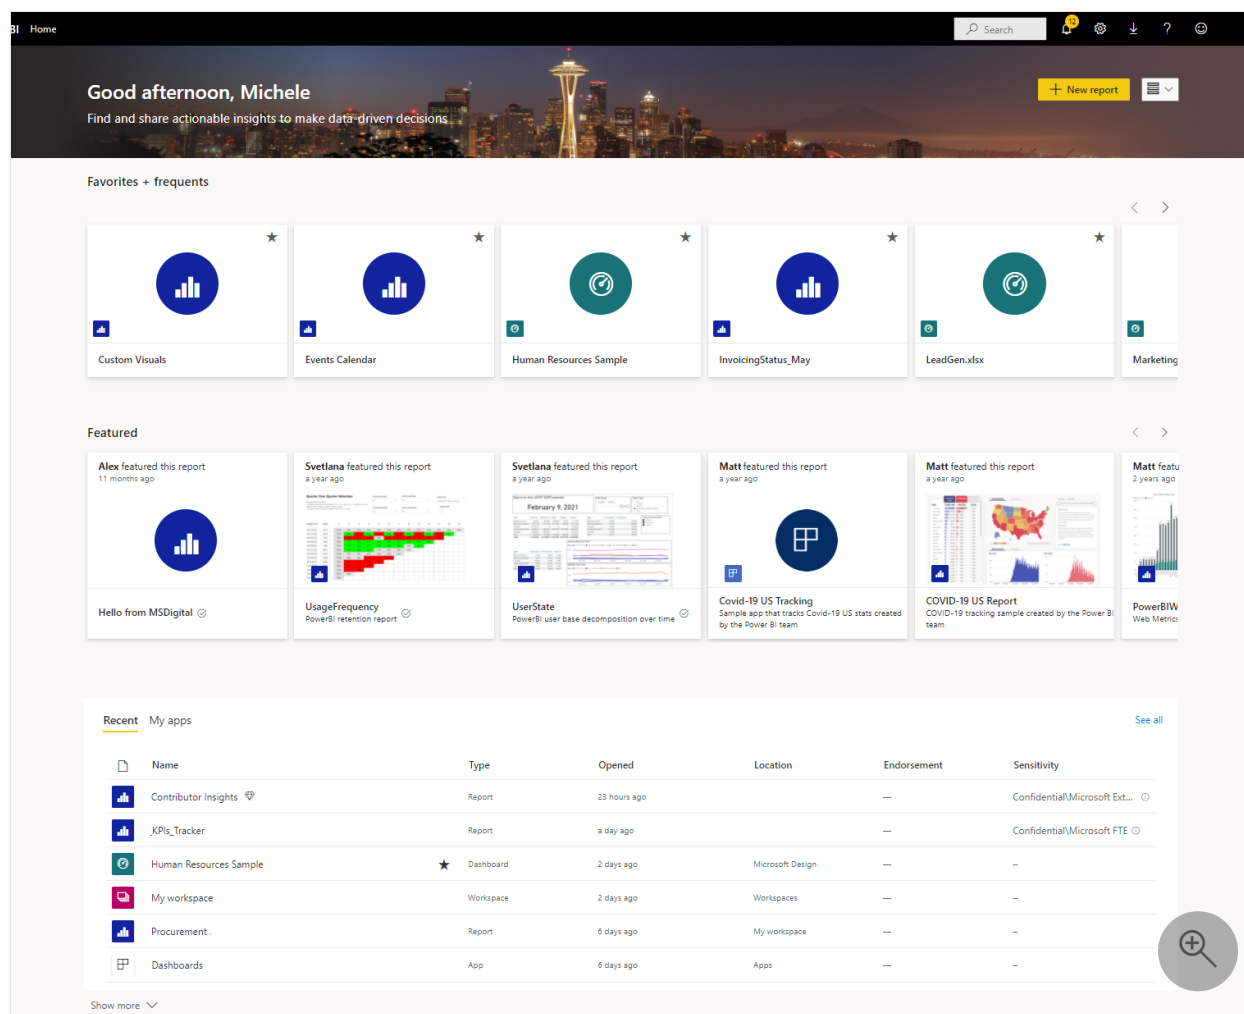 BI Home
Search
12
Good afternoon, Michele
Find and share actionable insights to make data-driven decisions
New report
Favorites + frequents
Custom Visuals
Events Calendar
Human Resources Sample
InvoicingStatus_May
LeadGen.xlsx
Marketing
Featured
Alex featured this report
11 months ago
Hello from MSDigital
Svetlana featured this report
a year ago
UsageFrequency
PowerBI retention report
Svetlana featured this report
a year ago
February 9, 2021
UserState
PowerBI user base decomposition over time
Matt featured this report
a year ago
Covid-19 US Tracking
Sample app that tracks Covid-19 US stats created
by the Power BI team
Matt featured this report
a year ago
COVID-19 US Report
COVID-19 tracking sample created by the Power BI
team
Matt featu
2 years ago
PowerBIW
Web Metrics
Recent My apps See all
Name Type Opened Location Endorsement Sensitivity
Contributor Insights Report 23 hours ago — Confidential\Microsoft Ext...
_KPIs_Tracker Report a day ago — Confidential\Microsoft FTE
Human Resources Sample Dashboard 2 days ago Microsoft Design — –
My workspace Workspace 2 days ago Workspaces — –
Procurement Report 6 days ago My workspace — –
Dashboards App 6 days ago Apps — –
Show more